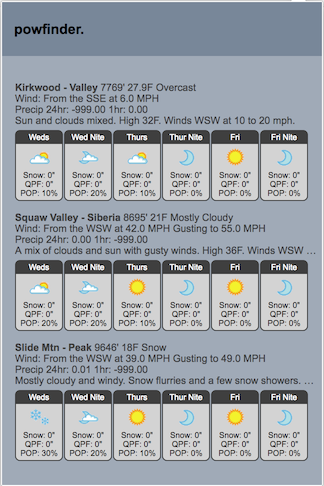 powfinder.
Kirkwood - Valley 7769' 27.9F Overcast
Wind: From the SSE at 6.0 MPH
Precip 24hr: -999.00 1hr: 0.00
Sun and clouds mixed. High 32F. Winds WSW at 10 to 20 mph.
Weds Wed Nite Thurs Thur Nite Fri Fri Nite
Snow: 0" Snow: 0" Snow: 0" Snow: 0" Snow: 0" Snow: 0"
QPF: 0" QPF: 0" QPF: 0" QPF: 0" QPF: 0" QPF: 0"
POP: 10% POP: 20% POP: 10% POP: 0% POP: 0% POP: 0%
Squaw Valley - Siberia 8695' 21F Mostly Cloudy
Wind: From the WSW at 42.0 MPH Gusting to 55.0 MPH
Precip 24hr: 0.00 1hr: -999.00
A mix of clouds and sun with gusty winds. High 36F. Winds WSW ...
Weds Wed Nite Thurs Thur Nite Fri Fri Nite
Snow: 0" Snow: 0" Snow: 0" Snow: 0" Snow: 0" Snow: 0"
QPF: 0" QPF: 0" QPF: 0" QPF: 0" QPF: 0" QPF: 0"
POP: 20% POP: 20% POP: 10% POP: 0% POP: 0% POP: 0%
Slide Mtn - Peak 9646' 18F Snow
Wind: From the WSW at 39.0 MPH Gusting to 49.0 MPH
Precip 24hr: 0.01 1hr: -999.00
Mostly cloudy and windy. Snow flurries and a few snow showers. ...
Weds Wed Nite Thurs Thur Nite Fri Fri Nite
Snow: 0" Snow: 0" Snow: 0" Snow: 0" Snow: 0" Snow: 0"
QPF: 0" QPF: 0" QPF: 0" QPF: 0" QPF: 0" QPF: 0"
POP: 30% POP: 20% POP: 10% POP: 0% POP: 0% POP: 0%